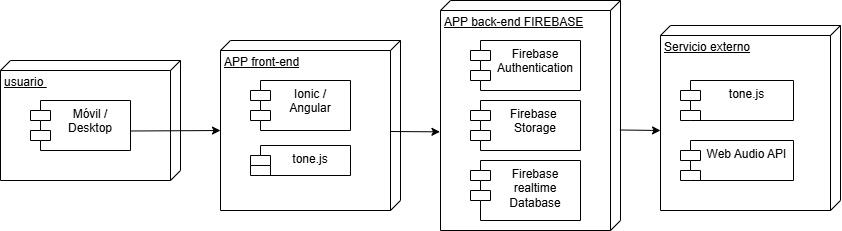 usuario
Móvil /
Desktop
APP front-end
Ionic /
Angular
tone.js
APP back-end FIREBASE
Firebase
Authentication
Firebase
Storage
Firebase
realtime
Database
Servicio externo
tone.js
Web Audio API